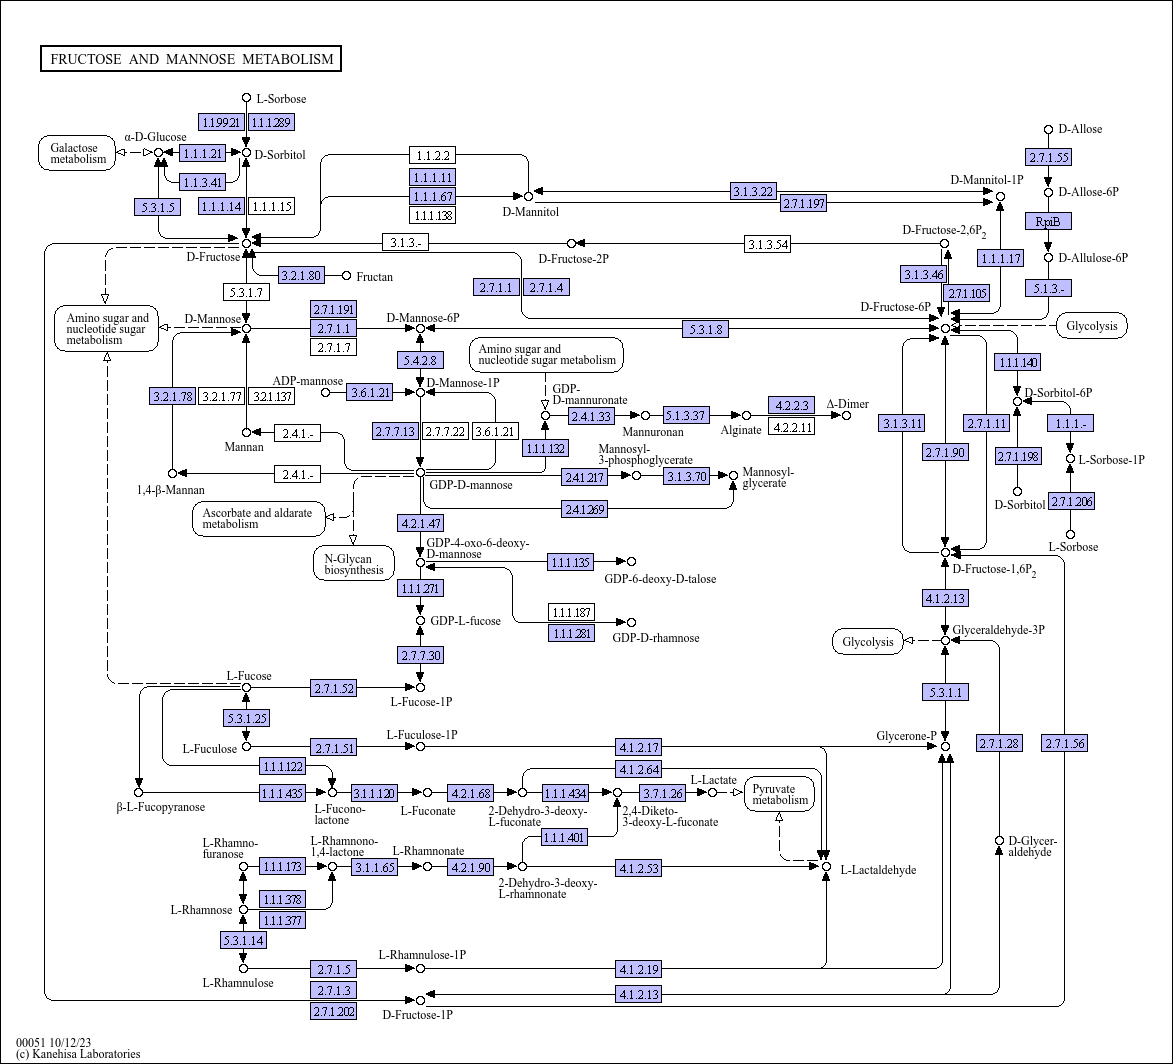 FRUCTOSE AND MANNOSE METABOLISM
L-Sorbose
1.1.99.21
1.1.1.289
α-D-Glucose
Galactose
metabolism
1.1.1.21
D-Sorbitol
1.1.3.41
5.3.1.5
1.1.1.14
1.1.1.15
1.1.2.2
1.1.1.11
1.1.1.67
1.1.1.138
D-Mannitol
3.1.3.22
2.7.1.197
D-Mannitol-1P
D-Allose
2.7.1.55
D-Allose-6P
RpiB
D-Allulose-6P
5.1.3.-
D-Fructose
3.1.3.-
D-Fructose-2P
3.1.3.54
D-Fructose-2,6P2
1.1.1.17
3.2.1.80
Fructan
5.3.1.7
2.7.1.1
2.7.1.4
3.1.3.46
2.7.1.105
D-Fructose-6P
Amino sugar and
nucleotide sugar
metabolism
D-Mannose
2.7.1.191
2.7.1.1
2.7.1.7
D-Mannose-6P
5.3.1.8
Glycolysis
5.4.2.8
Amino sugar and
nucleotide sugar metabolism
1.1.1.140
ADP-mannose
3.6.1.21
D-Mannose-1P
GDP-
D-mannuronate
D-Sorbitol-6P
3.2.1.78
3.2.1.77
3.2.1.137
2.4.1.33
Mannuronan
5.1.3.37
Alginate
4.2.2.3
4.2.2.11
Δ-Dimer
3.1.3.11
2.7.1.11
1.1.1.-
Mannan
2.4.1.-
2.7.7.13
2.7.7.22
3.6.1.21
1.1.1.132
2.7.1.90
2.7.1.198
L-Sorbose-1P
Mannosyl-
3-phosphoglycerate
1,4-β-Mannan
2.4.1.-
GDP-D-mannose
2.4.1.217
3.1.3.70
Mannosyl-
glycerate
D-Sorbitol
2.7.1.206
2.4.1.269
Ascorbate and aldarate
metabolism
4.2.1.47
L-Sorbose
N-Glycan
biosynthesis
GDP-4-oxo-6-deoxy-
D-mannose
1.1.1.135
GDP-6-deoxy-D-talose
D-Fructose-1,6P2
1.1.1.271
4.1.2.13
GDP-L-fucose
1.1.1.187
1.1.1.281
GDP-D-rhamnose
Glycolysis
Glyceraldehyde-3P
2.7.7.30
L-Fucose
2.7.1.52
L-Fucose-1P
5.3.1.1
5.3.1.25
L-Fuculose
2.7.1.51
L-Fuculose-1P
4.1.2.17
Glycerone-P
2.7.1.28
2.7.1.56
1.1.1.122
4.1.2.64
β-L-Fucopyranose
1.1.1.435
L-Fucono-
lactone
3.1.1.120
L-Fuconate
4.2.1.68
2-Dehydro-3-deoxy-
L-fuconate
1.1.1.434
2,4-Diketo-
3-deoxy-L-fuconate
3.7.1.26
L-Lactate
Pyruvate
metabolism
1.1.1.401
L-Rhamno-
furanose
1.1.1.173
L-Rhamnono-
1,4-lactone
3.1.1.65
L-Rhamnonate
4.2.1.90
2-Dehydro-3-deoxy-
L-rhamnonate
4.1.2.53
L-Lactaldehyde
D-Glycer-
aldehyde
1.1.1.378
1.1.1.377
L-Rhamnose
5.3.1.14
L-Rhamnulose
2.7.1.5
L-Rhamnulose-1P
4.1.2.19
2.7.1.3
2.7.1.202
D-Fructose-1P
4.1.2.13
00051 10/12/23
(c) Kanehisa Laboratories